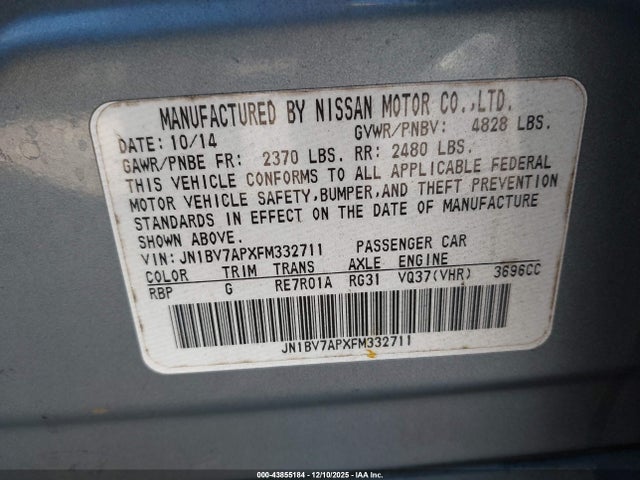 MANUFACTURED BY NISSAN MOTOR CO.,LTD.
DATE: 10/14 GVWR/PNBV: 4828 LBS.
GAWR/PNBE FR: 2370 LBS. RR: 2480 LBS.
THIS VEHICLE CONFORMS TO ALL APPLICABLE FEDERAL
MOTOR VEHICLE SAFETY,BUMPER,AND THEFT PREVENTION
STANDARDS IN EFFECT ON THE DATE OF MANUFACTURE
SHOWN ABOVE.
VIN: JN1BV7APXFM332711 PASSENGER CAR
COLOR TRIM TRANS AXLE ENGINE
RBP G RE7R01A RG31 VQ37(VHR) 3696CC
JN1BV7APXFM332711
000-43855184 - 12/10/2025 - IAA Inc.